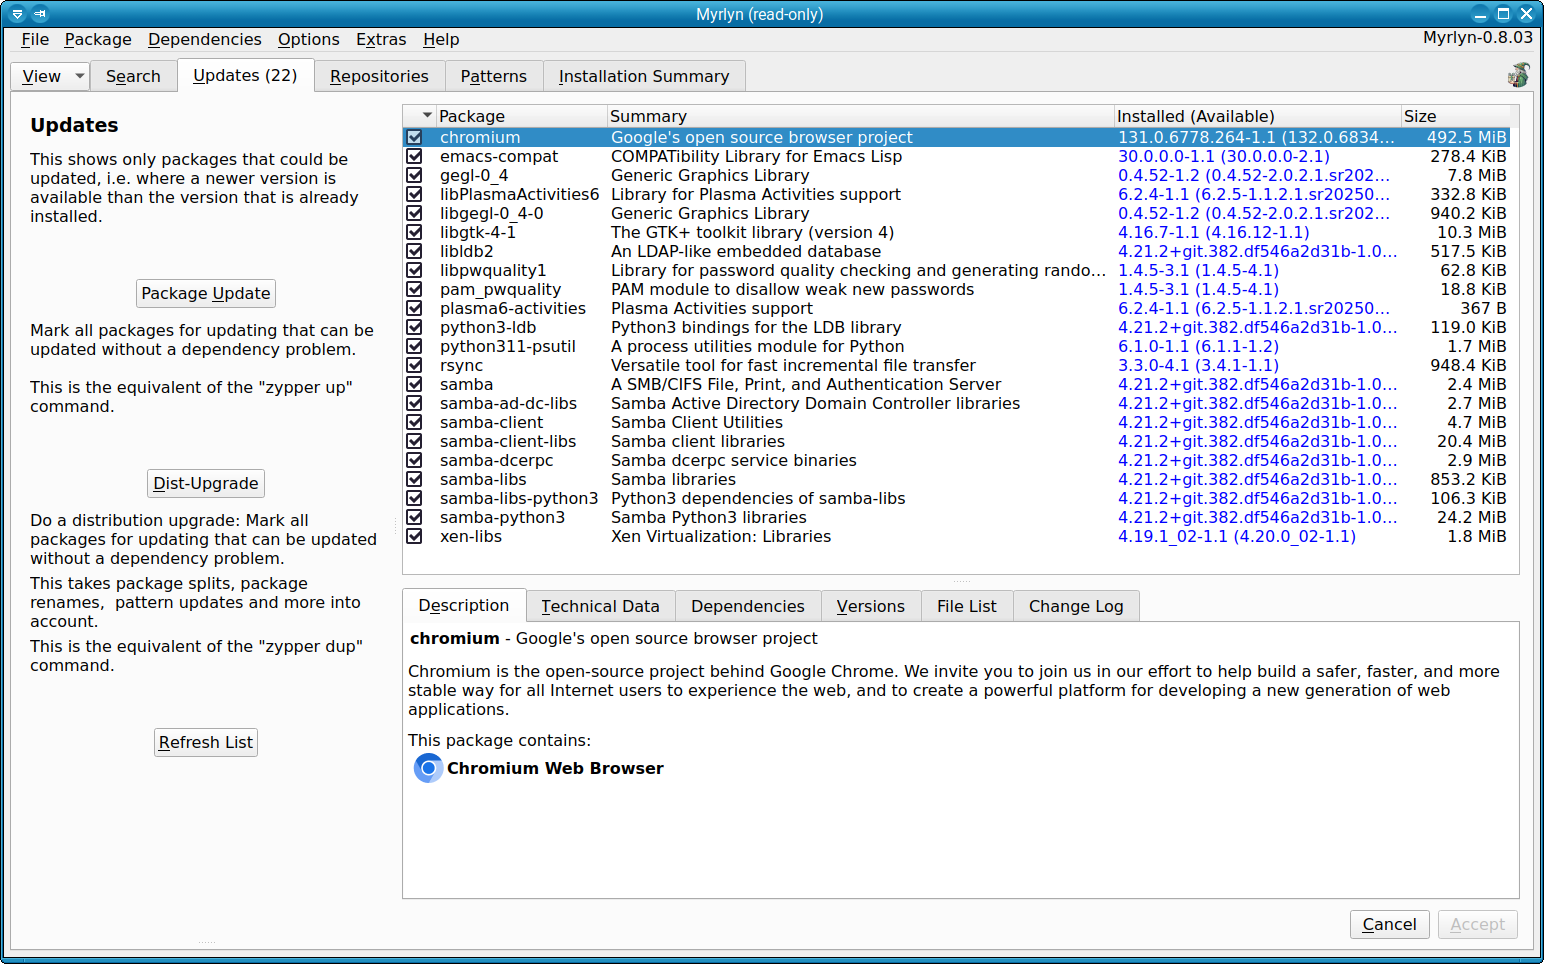 Myrlyn (read-only)
File Package Dependencies Options Extras Help
Myrlyn-0.8.03
View Search Updates (22) Repositories Patterns Installation Summary
Updates
This shows only packages that could be
updated, i.e. where a newer version is
available than the version that is already
installed.
Package Update
Mark all packages for updating that can be
updated without a dependency problem.
This is the equivalent of the "zypper up"
command.
Dist-Upgrade
Do a distribution upgrade: Mark all
packages for updating that can be updated
without a dependency problem.
This takes package splits, package
renames,  pattern updates and more into
account.
This is the equivalent of the "zypper dup"
command.
Refresh List
Package Summary Installed (Available) Size
chromium Google's open source browser project 131.0.6778.264-1.1 (132.0.6834... 492.5 MiB
emacs-compat COMPATibility Library for Emacs Lisp 30.0.0.0-1.1 (30.0.0.0-2.1) 278.4 KiB
gegl-0_4 Generic Graphics Library 0.4.52-1.2 (0.4.52-2.0.2.1.sr202... 7.8 MiB
libPlasmaActivities6 Library for Plasma Activities support 6.2.4-1.1 (6.2.5-1.1.2.1.sr20250... 332.8 KiB
libgegl-0_4-0 Generic Graphics Library 0.4.52-1.2 (0.4.52-2.0.2.1.sr202... 940.2 KiB
libgtk-4-1 The GTK+ toolkit library (version 4) 4.16.7-1.1 (4.16.12-1.1) 10.3 MiB
libldb2 An LDAP-like embedded database 4.21.2+git.382.df546a2d31b-1.0... 517.5 KiB
libpwquality1 Library for password quality checking and generating rando... 1.4.5-3.1 (1.4.5-4.1) 62.8 KiB
pam_pwquality PAM module to disallow weak new passwords 1.4.5-3.1 (1.4.5-4.1) 18.8 KiB
plasma6-activities Plasma Activities support 6.2.4-1.1 (6.2.5-1.1.2.1.sr20250... 367 B
python3-ldb Python3 bindings for the LDB library 4.21.2+git.382.df546a2d31b-1.0... 119.0 KiB
python311-psutil A process utilities module for Python 6.1.0-1.1 (6.1.1-1.2) 1.7 MiB
rsync Versatile tool for fast incremental file transfer 3.3.0-4.1 (3.4.1-1.1) 948.4 KiB
samba A SMB/CIFS File, Print, and Authentication Server 4.21.2+git.382.df546a2d31b-1.0... 2.4 MiB
samba-ad-dc-libs Samba Active Directory Domain Controller libraries 4.21.2+git.382.df546a2d31b-1.0... 2.7 MiB
samba-client Samba Client Utilities 4.21.2+git.382.df546a2d31b-1.0... 4.7 MiB
samba-client-libs Samba client libraries 4.21.2+git.382.df546a2d31b-1.0... 20.4 MiB
samba-dcerpc Samba dcerpc service binaries 4.21.2+git.382.df546a2d31b-1.0... 2.9 MiB
samba-libs Samba libraries 4.21.2+git.382.df546a2d31b-1.0... 853.2 KiB
samba-libs-python3 Python3 dependencies of samba-libs 4.21.2+git.382.df546a2d31b-1.0... 106.3 KiB
samba-python3 Samba Python3 libraries 4.21.2+git.382.df546a2d31b-1.0... 24.2 MiB
xen-libs Xen Virtualization: Libraries 4.19.1_02-1.1 (4.20.0_02-1.1) 1.8 MiB
Description Technical Data Dependencies Versions File List Change Log
chromium - Google's open source browser project
Chromium is the open-source project behind Google Chrome. We invite you to join us in our effort to help build a safer, faster, and more
stable way for all Internet users to experience the web, and to create a powerful platform for developing a new generation of web
applications.
This package contains:
Chromium Web Browser
Cancel Accept